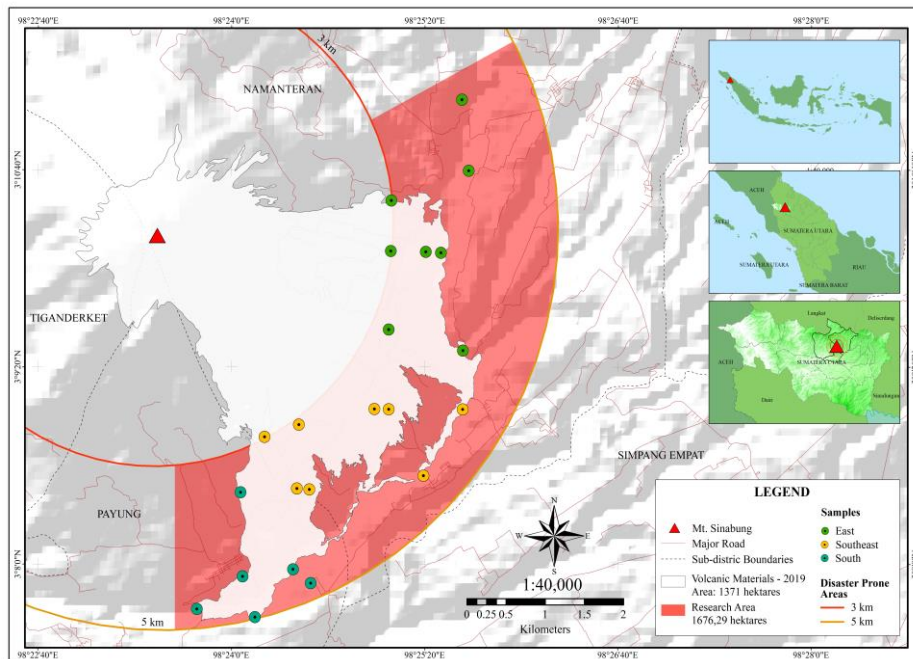 98°22'40"E
98°24'0"E
98°25'20"E
98°26'40"E
98°28'0"E
3 km
NAMANTERAN
3°10'40"N
ACEH
ACEH
SUMATERA UTARA
SUMATERA UTARA
RIAU
SUMATERA BARAT
TIGANDERKET
Langkat
Deliserdang
SUMATERA UTARA
ACEH
Dairi
Simalungun
3°9'20"N
SIMPANG EMPAT
PAYUNG
N
W
E
S
1:40,000
0 0.25 0.5 1 1.5 2
Kilometers
LEGEND
Mt. Sinabung
Major Road
Sub-distric Boundaries
Volcanic Materials - 2019
Area: 1371 hektares
Research Area
1676,29 hektares
Samples
East
Southeast
South
Disaster Prone
Areas
3 km
5 km
3°8'0"N
5 km
98°22'40"E
98°24'0"E
98°25'20"E
98°26'40"E
98°28'0"E